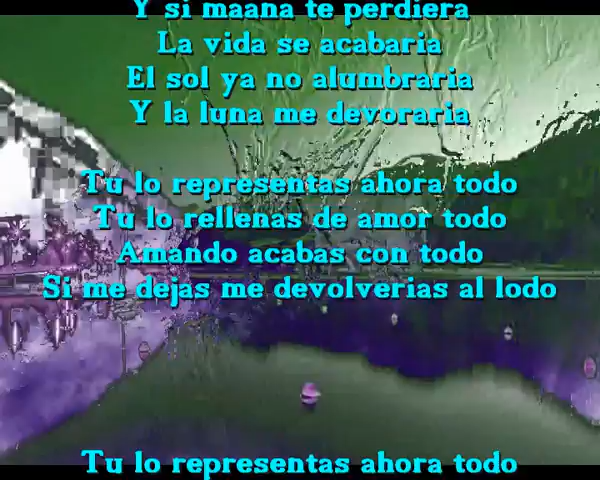 Y si maana te perdiera
La vida se acabaria
El sol ya no alumbraria
Y la luna me devoraria
Tu lo representas ahora todo
Tu lo rellenas de amor todo
Amando acabas con todo
Si me dejas me devolverias al lodo
Tu lo representas ahora todo